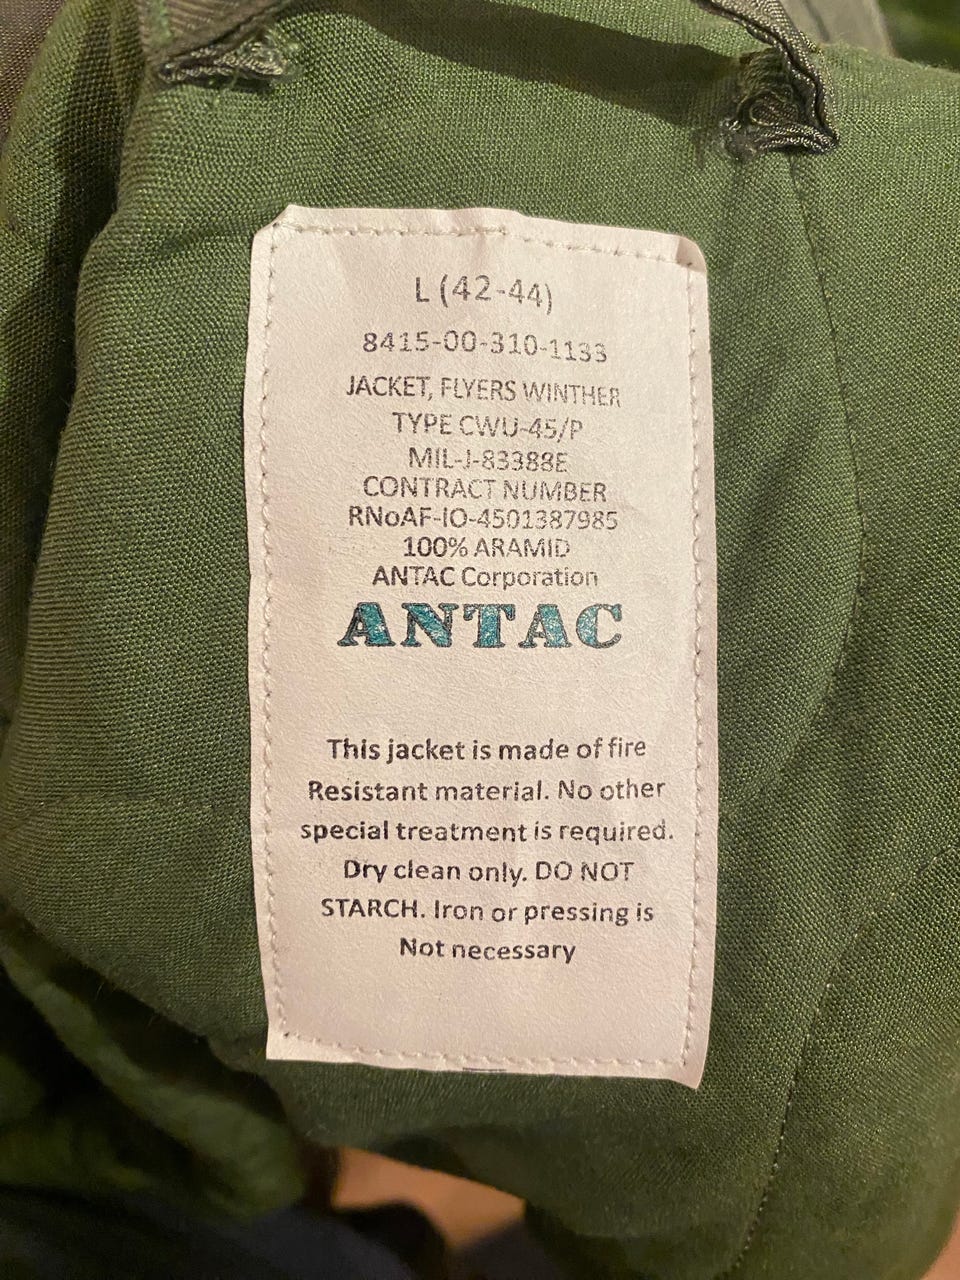 L (42-44)
8415-00-310-1133
JACKET, FLYERS WINTHER
TYPE CWU-45/P
MIL-J-83388E
CONTRACT NUMBER
RNoAF-IO-4501387985
100% ARAMID
ANTAC Corporation
ANTAC
This jacket is made of fire
Resistant material. No other
special treatment is required.
Dry clean only. DO NOT
STARCH. Iron or pressing is
Not necessary